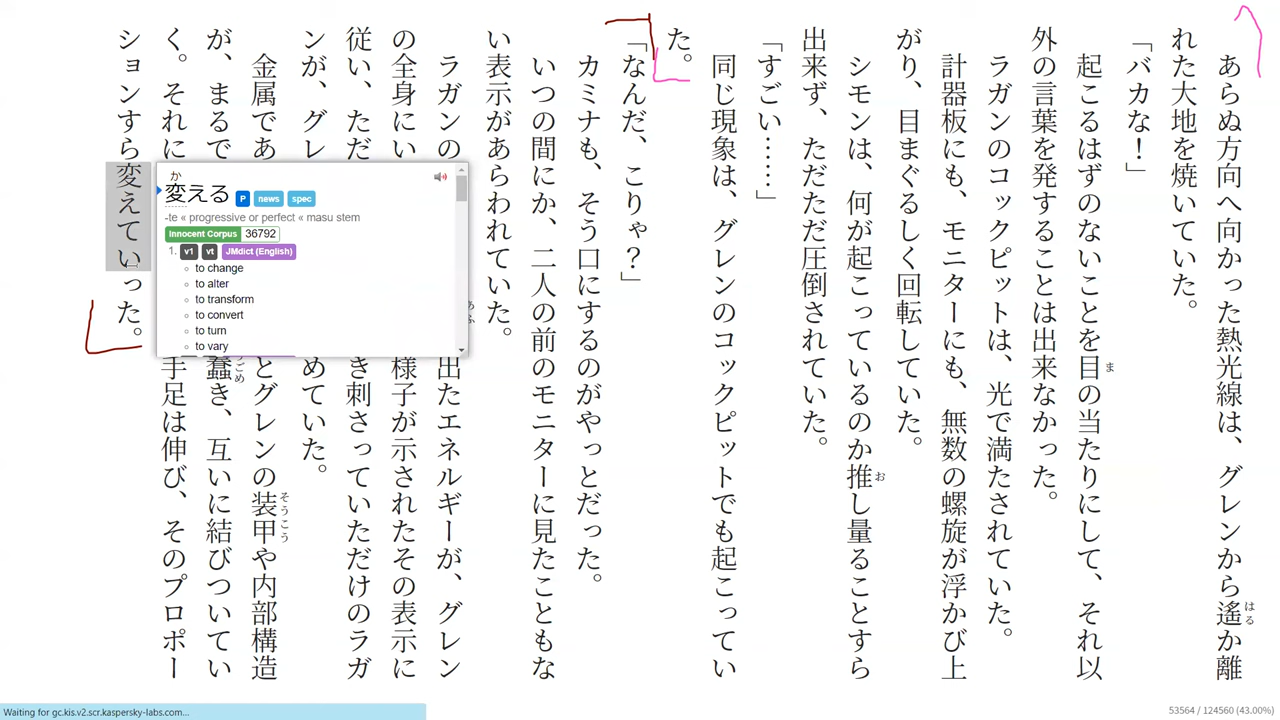 あらぬ方向へ向かった熱光線は、グレンから遙か離
はる
れた大地を焼いていた。
「バカな！」
起こるはずのないことを目の当たりにして、それ以
ま
外の言葉を発することは出来なかった。
ラガンのコックピットは、光で満たされていた。
計器板にも、モニターにも、無数の螺旋が浮かび上
がり、目まぐるしく回転していた。
シモンは、何が起こっているのか推し量ることすら
お
出来ず、ただただ圧倒されていた。
「すごい……」
同じ現象は、グレンのコックピットでも起こってい
た。
「なんだ、こりゃ？」
カミナも、そう口にするのがやっとだった。
いつの間にか、二人の前のモニターに見たこともな
い表示があらわれていた。
ラガンの 出たエネルギーが、グレン
あふ
の全身にい 様子が示されたその表示に
従い、ただ き刺さっていただけのラガ
ンが、グレ めていた。
金属であ とグレンの装甲や内部構造
そうこう
が、まるで 蠢き、互いに結びついてい
うごめ
く。それに 手足は伸び、そのプロポー
ションすら変えていった。
か
変える P news spec
-te « progressive or perfect « masu stem
Innocent Corpus 36792
1. v1 vt JMdict (English)
to change
to alter
to transform
to convert
to turn
to vary
Waiting for gc.kis.v2.scr.kaspersky-labs.com...
53564 / 124560 (43.00%)